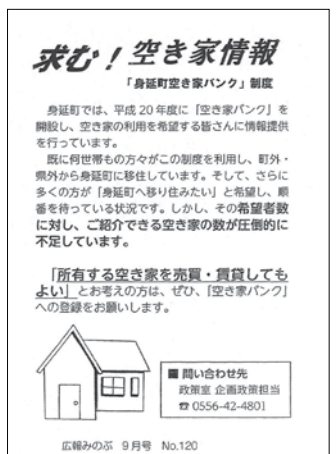 求む！空き家情報
「身延町空き家バンク」制度
身延町では、平成20年度に「空き家バンク」を
開設し、空き家の利用を希望する皆さんに情報提供
を行っています。
既に何世帯もの方々がこの制度を利用し、町外・
県外から身延町に移住しています。そして、さらに
多くの方が「身延町へ移り住みたい」と希望し、順
番を待っている状況です。しかし、その希望者数
に対し、ご紹介できる空き家の数が圧倒的に
不足しています。
「所有する空き家を売買・賃貸しても
よい」とお考えの方は、ぜひ、「空き家バンク」
への登録をお願いします。
■ 問い合わせ先
政策室 企画政策担当
☎ 0556-42-4801
広報みのぶ 9月号 No.120